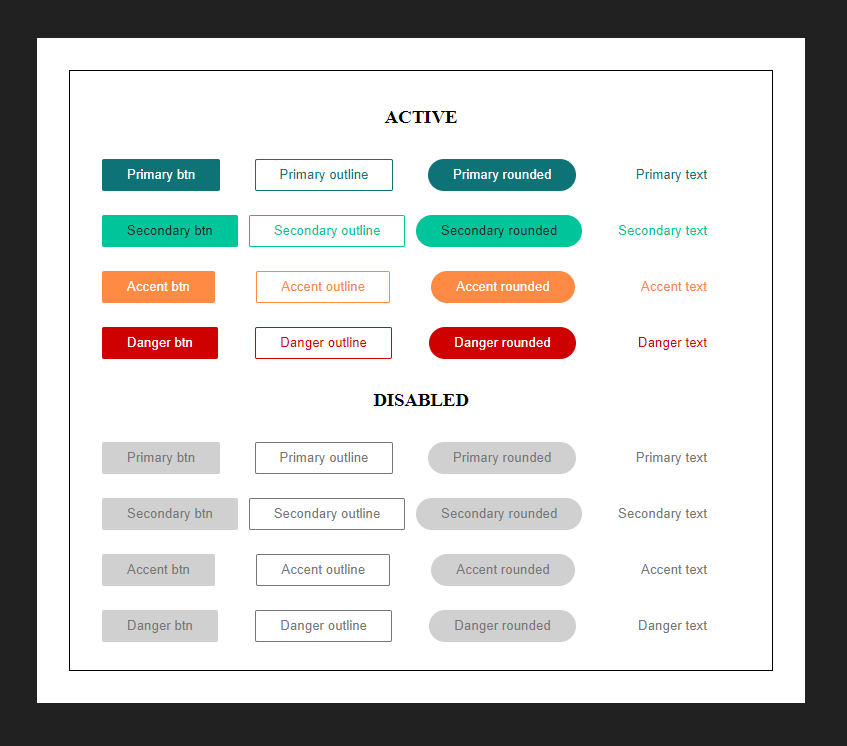 ACTIVE
Primary btn Primary outline Primary rounded Primary text
Secondary btn Secondary outline Secondary rounded Secondary text
Accent btn Accent outline Accent rounded Accent text
Danger btn Danger outline Danger rounded Danger text
DISABLED
Primary btn Primary outline Primary rounded Primary text
Secondary btn Secondary outline Secondary rounded Secondary text
Accent btn Accent outline Accent rounded Accent text
Danger btn Danger outline Danger rounded Danger text